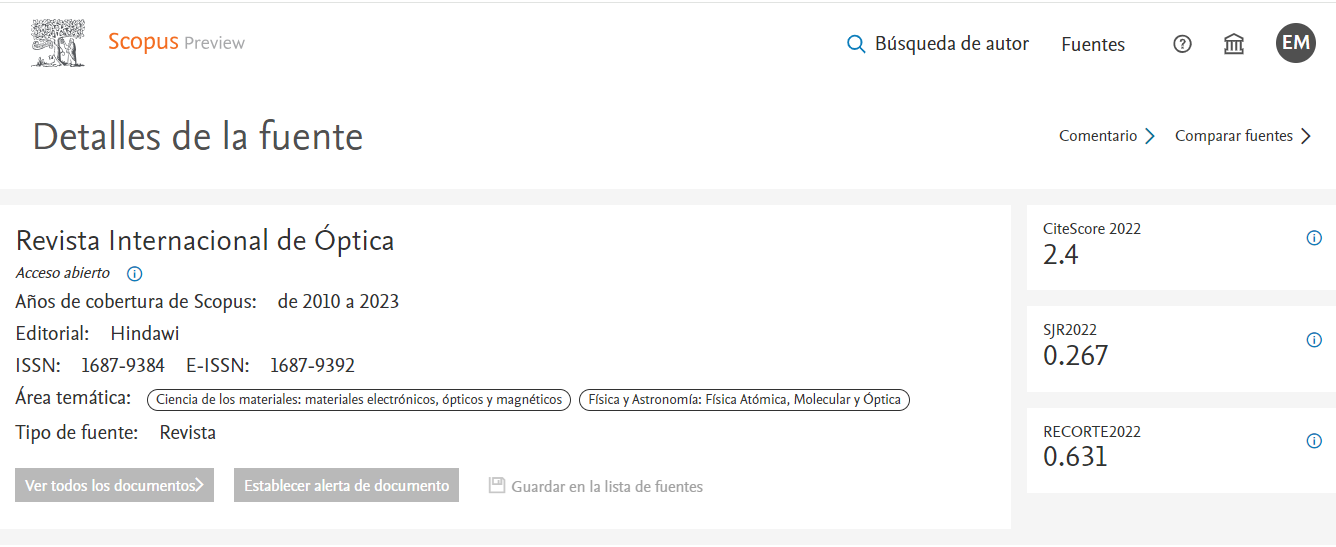 Scopus Preview
Búsqueda de autor Fuentes EM
Detalles de la fuente
Comentario Comparar fuentes
Revista Internacional de Óptica
Acceso abierto
Años de cobertura de Scopus: de 2010 a 2023
Editorial: Hindawi
ISSN: 1687-9384 E-ISSN: 1687-9392
Área temática: Ciencia de los materiales: materiales electrónicos, ópticos y magnéticos Física y Astronomía: Física Atómica, Molecular y Óptica
Tipo de fuente: Revista
Ver todos los documentos Establecer alerta de documento Guardar en la lista de fuentes
CiteScore 2022
2.4
SJR2022
0.267
RECORTE2022
0.631